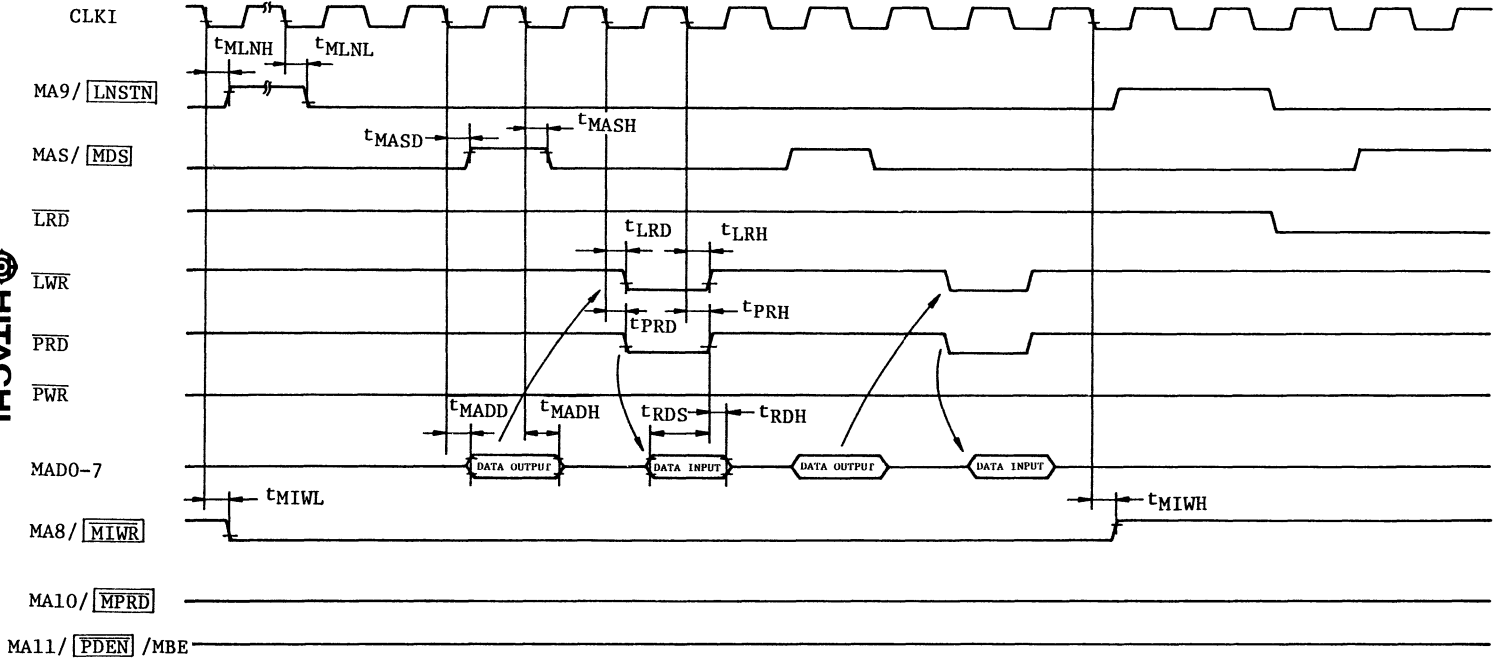 CLKI
tMLNH
tMLNL
MA9/ LNSTN
tMASD
tMASH
MAS/ MDS
LRD
tLRD
tLRH
LWR
tPRD
tPRH
PRD
HITACHI
PWR
tMADD
tMADH
tRDS
tRDH
MAD0-7
DATA OUTPUT
DATA INPUT
DATA OUTPUT
DATA INPUT
tMIWL
tMIWH
MA8/ MIWR
MA10/ MPRD
MA11/ PDEN /MBE